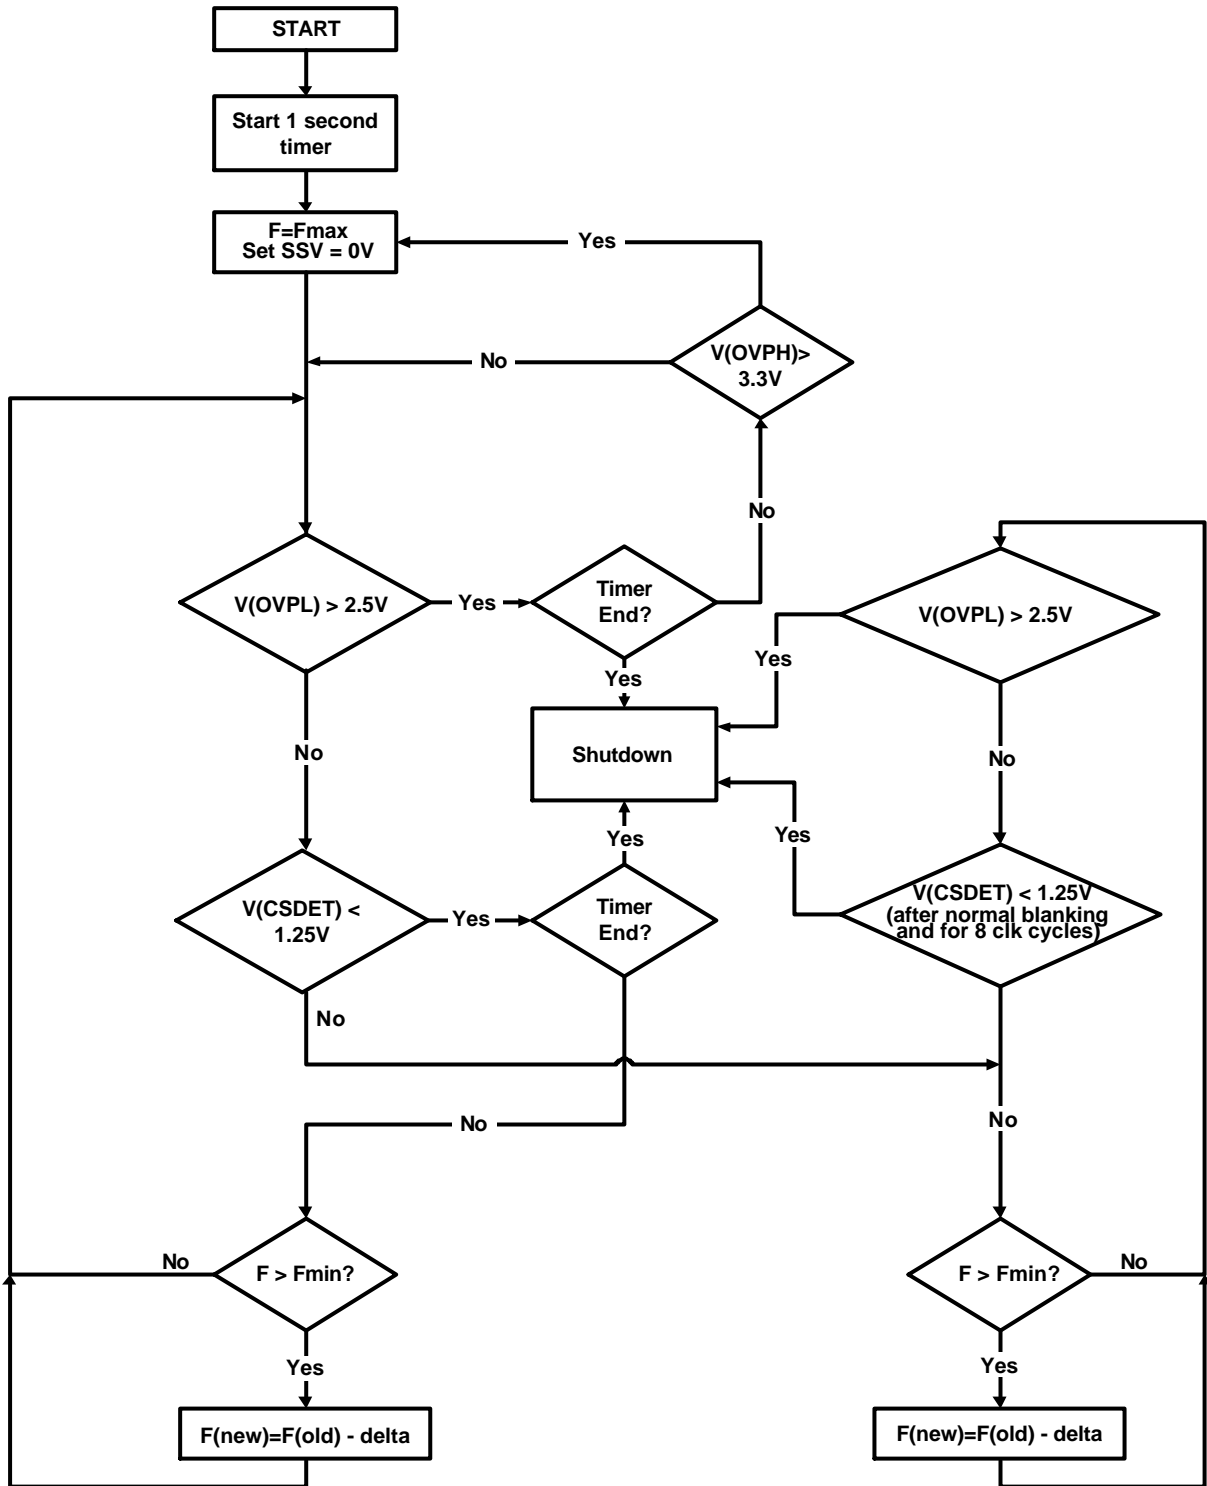 START
Start 1 second
timer
F=Fmax
Set SSV = 0V
Yes
V(OVPH)>
3.3V
No
No
V(OVPL) > 2.5V
Yes
Timer
End?
V(OVPL) > 2.5V
Yes
Yes
No
Shutdown
No
Yes
Yes
V(CSDET) <
1.25V
Yes
Timer
End?
V(CSDET) < 1.25V
(after normal blanking
and for 8 clk cycles)
No
No
No
No
F > Fmin?
F > Fmin?
No
Yes
Yes
F(new)=F(old) - delta
F(new)=F(old) - delta